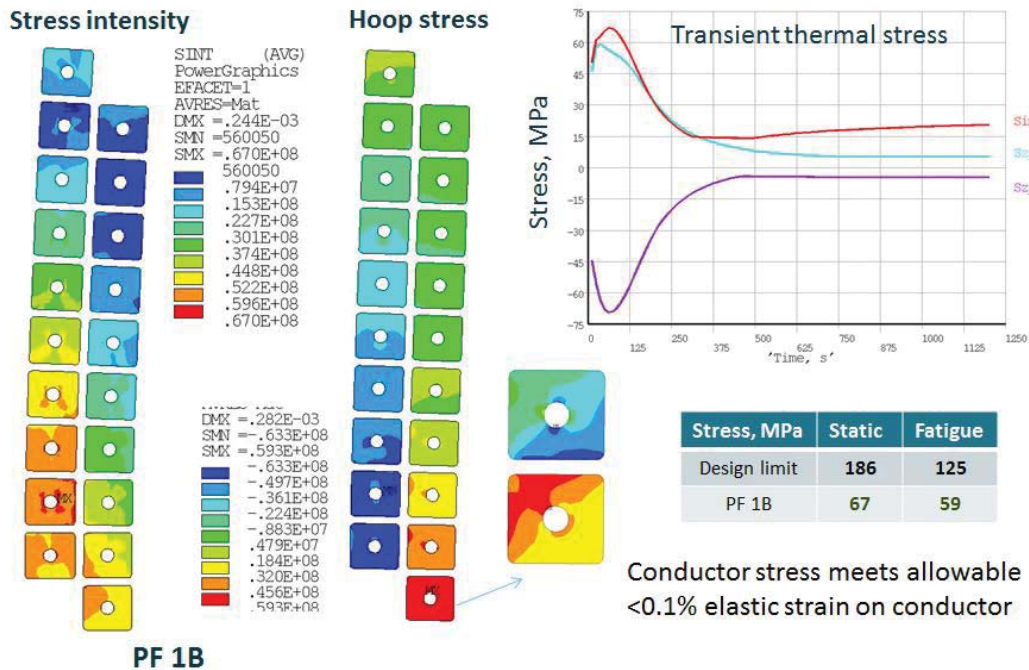 Stress intensity
SINT (AVG)
PowerGraphics
EFACET=1
AVRES=Mat
DMX =.244E-03
SMN =560050
SMX =.670E+08
560050
.794E+07
.153E+08
.227E+08
.301E+08
.374E+08
.448E+08
.522E+08
.596E+08
.670E+08
MX
Hoop stress
DMX =.282E-03
SMN =-.633E+08
SMX =.593E+08
-.633E+08
-.497E+08
-.361E+08
-.224E+08
-.883E+07
.479E+07
.184E+08
.320E+08
.456E+08
.593E+08
MN
MX
PF 1B
Transient thermal stress
Stress, MPa
75
60
45
30
15
0
-15
-30
-45
-60
-75
0
125
250
375
500
625
750
875
1000
1125
1250
'Time, s'
Stress, MPa Static Fatigue
Design limit 186 125
PF 1B 67 59
Conductor stress meets allowable
<0.1% elastic strain on conductor